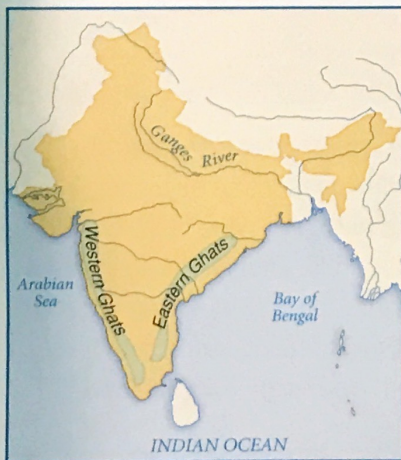 Ganges River
Western Ghats
Eastern Ghats
Arabian
Sea
Bay of
Bengal
INDIAN OCEAN